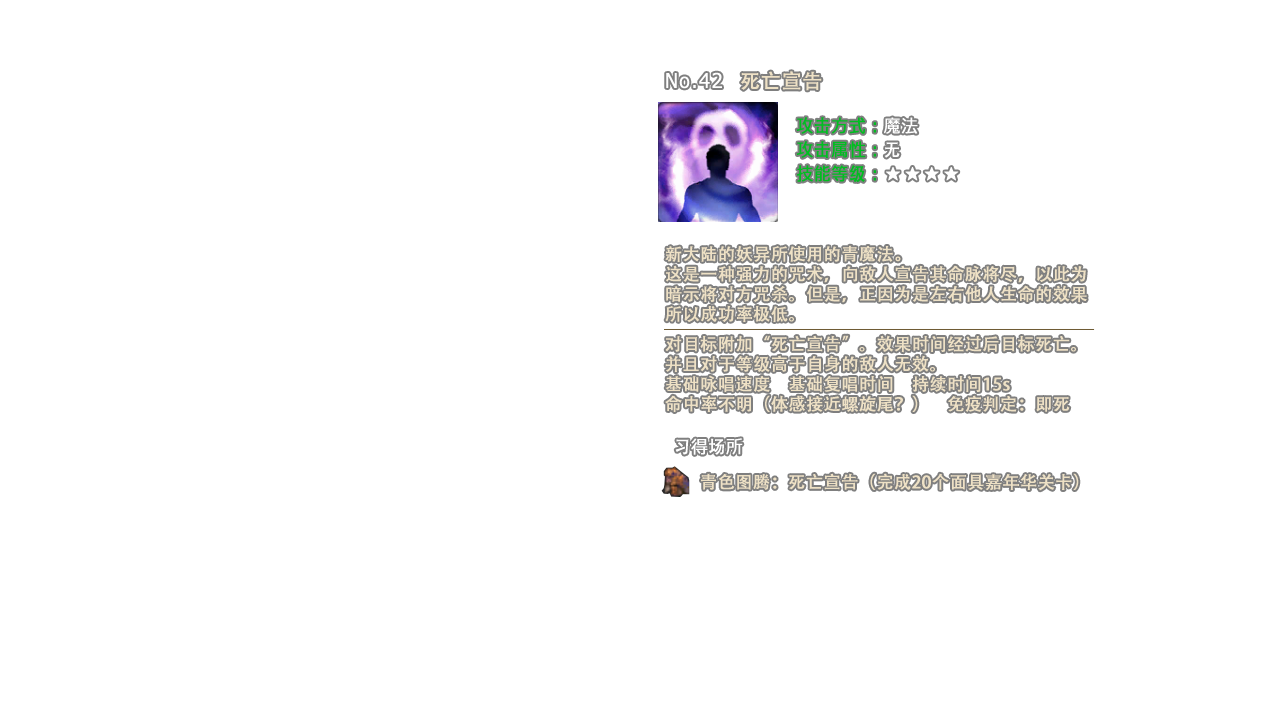 No.42 死亡宣告
攻击方式：魔法
攻击属性：无
技能等级：☆☆☆☆
新大陆的妖异所使用的青魔法。
这是一种强力的咒术，向敌人宣告其命脉将尽，以此为
暗示将对方咒杀。但是，正因为是左右他人生命的效果
所以成功率极低。
对目标附加“死亡宣告”。效果时间经过后目标死亡。
并且对于等级高于自身的敌人无效。
基础咏唱速度 基础复唱时间 持续时间15s
命中率不明（体感接近螺旋尾？） 免疫判定：即死
习得场所
青色图腾：死亡宣告（完成20个面具嘉年华关卡）